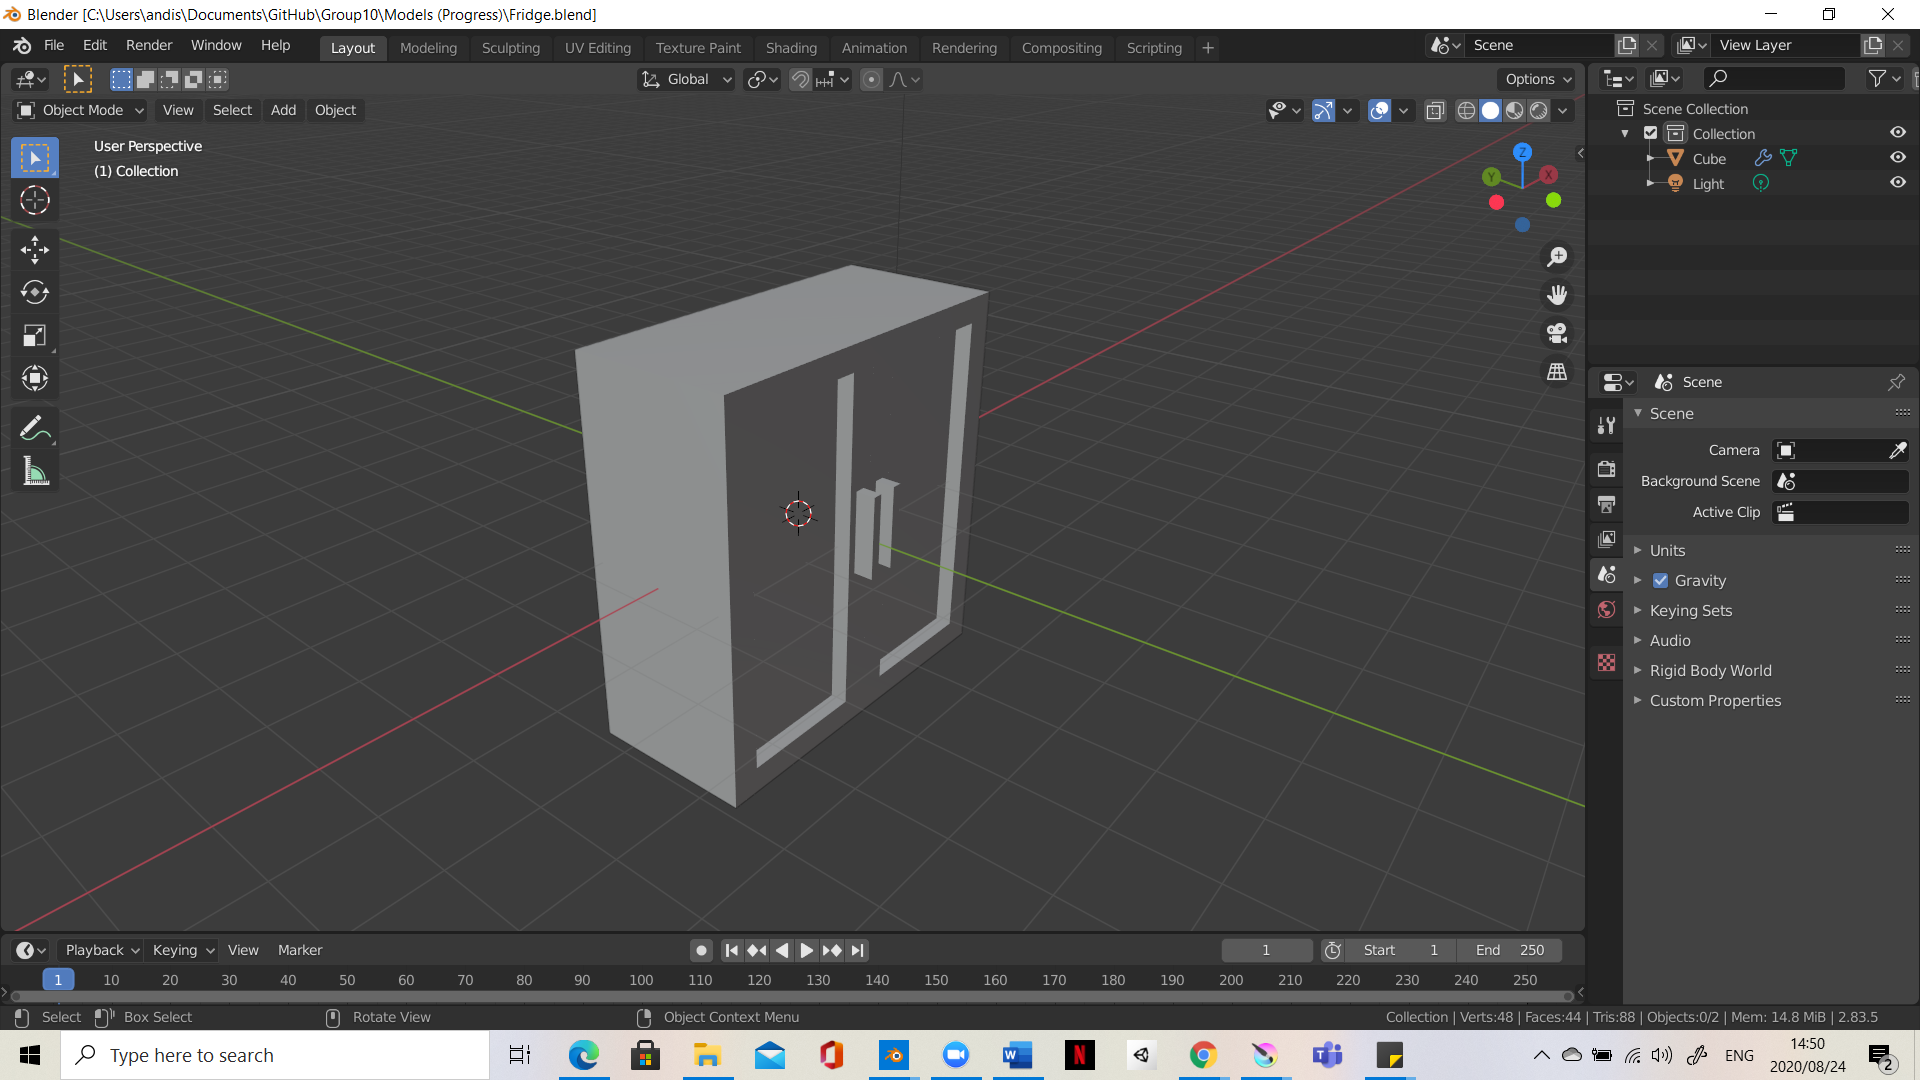 Blender [C:\Users\andis\Documents\GitHub\Group10\Models (Progress)\Fridge.blend]
File Edit Render Window Help Layout Modeling Sculpting UV Editing Texture Paint Shading Animation Rendering Compositing Scripting + Scene View Layer
Global Options
Object Mode View Select Add Object
User Perspective
(1) Collection
Z
Y
X
Scene Collection
Collection
Cube
Light
Scene
Scene
Camera
Background Scene
Active Clip
Units
Gravity
Keying Sets
Audio
Rigid Body World
Custom Properties
Playback Keying View Marker 1 Start 1 End 250
1 10 20 30 40 50 60 70 80 90 100 110 120 130 140 150 160 170 180 190 200 210 220 230 240 250
Select Box Select Rotate View Object Context Menu Collection | Verts:48 | Faces:44 | Tris:88 | Objects:0/2 | Mem: 14.8 MiB | 2.83.5
Type here to search
W
N
ENG
14:50
2020/08/24
2